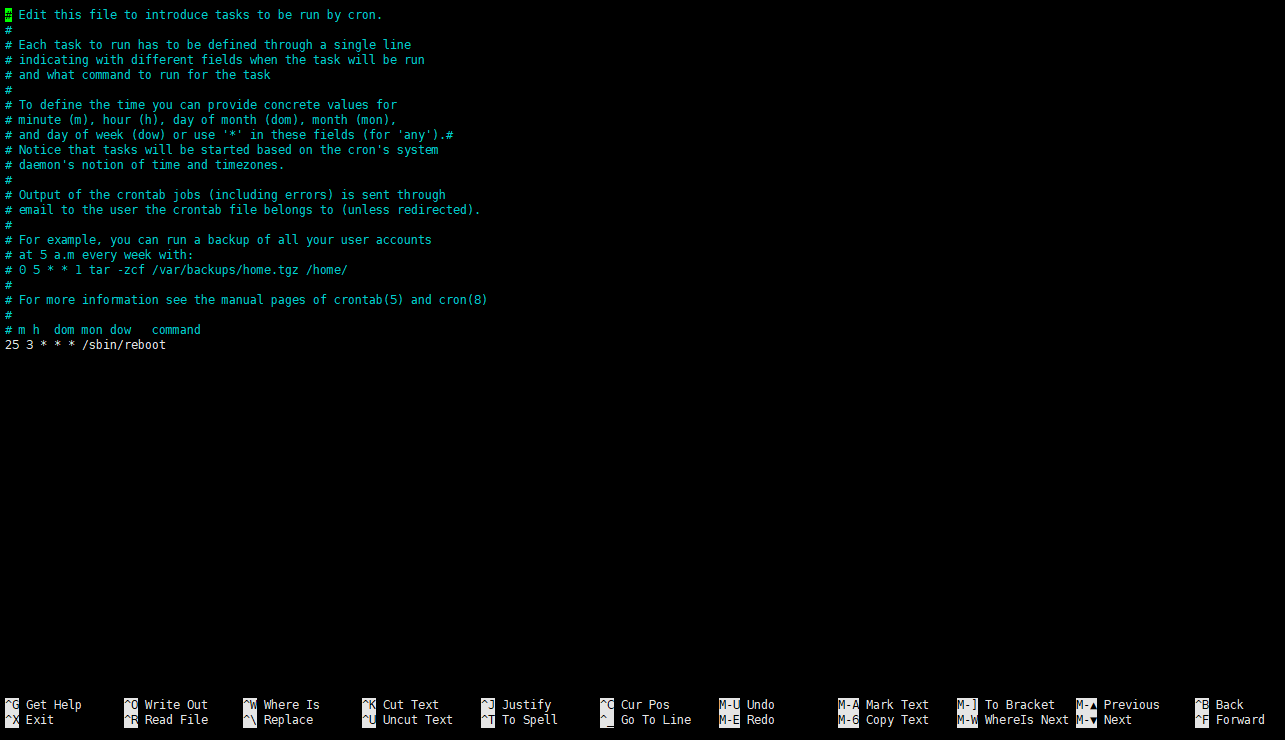 # Edit this file to introduce tasks to be run by cron.
#
# Each task to run has to be defined through a single line
# indicating with different fields when the task will be run
# and what command to run for the task
#
# To define the time you can provide concrete values for
# minute (m), hour (h), day of month (dom), month (mon),
# and day of week (dow) or use '*' in these fields (for 'any').#
# Notice that tasks will be started based on the cron's system
# daemon's notion of time and timezones.
#
# Output of the crontab jobs (including errors) is sent through
# email to the user the crontab file belongs to (unless redirected).
#
# For example, you can run a backup of all your user accounts
# at 5 a.m every week with:
# 0 5 * * 1 tar -zcf /var/backups/home.tgz /home/
#
# For more information see the manual pages of crontab(5) and cron(8)
#
# m h  dom mon dow   command
25 3 * * * /sbin/reboot
^G Get Help ^O Write Out ^W Where Is ^K Cut Text ^J Justify ^C Cur Pos M-U Undo M-A Mark Text M-] To Bracket M-▲ Previous ^B Back
^X Exit ^R Read File ^\ Replace ^U Uncut Text ^T To Spell ^_ Go To Line M-E Redo M-6 Copy Text M-W WhereIs Next M-▼ Next ^F Forward